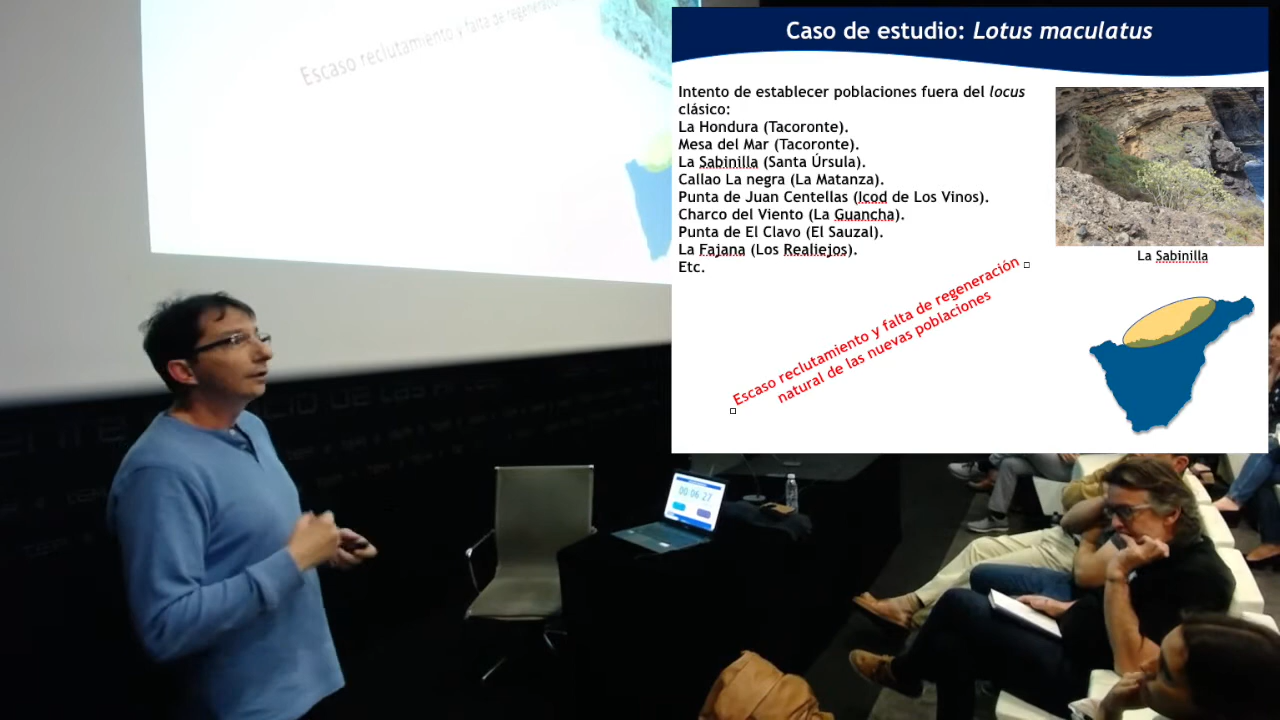 Escaso reclutamiento y falta de regeneración
Caso de estudio: Lotus maculatus
Intento de establecer poblaciones fuera del locus
clásico:
La Hondura (Tacoronte).
Mesa del Mar (Tacoronte).
La Sabinilla (Santa Úrsula).
Callao La negra (La Matanza).
Punta de Juan Centellas (Icod de Los Vinos).
Charco del Viento (La Guancha).
Punta de El Clavo (El Sauzal).
La Fajana (Los Realiejos).
Etc.
La Sabinilla
Escaso reclutamiento y falta de regeneración
natural de las nuevas poblaciones
00:06:27